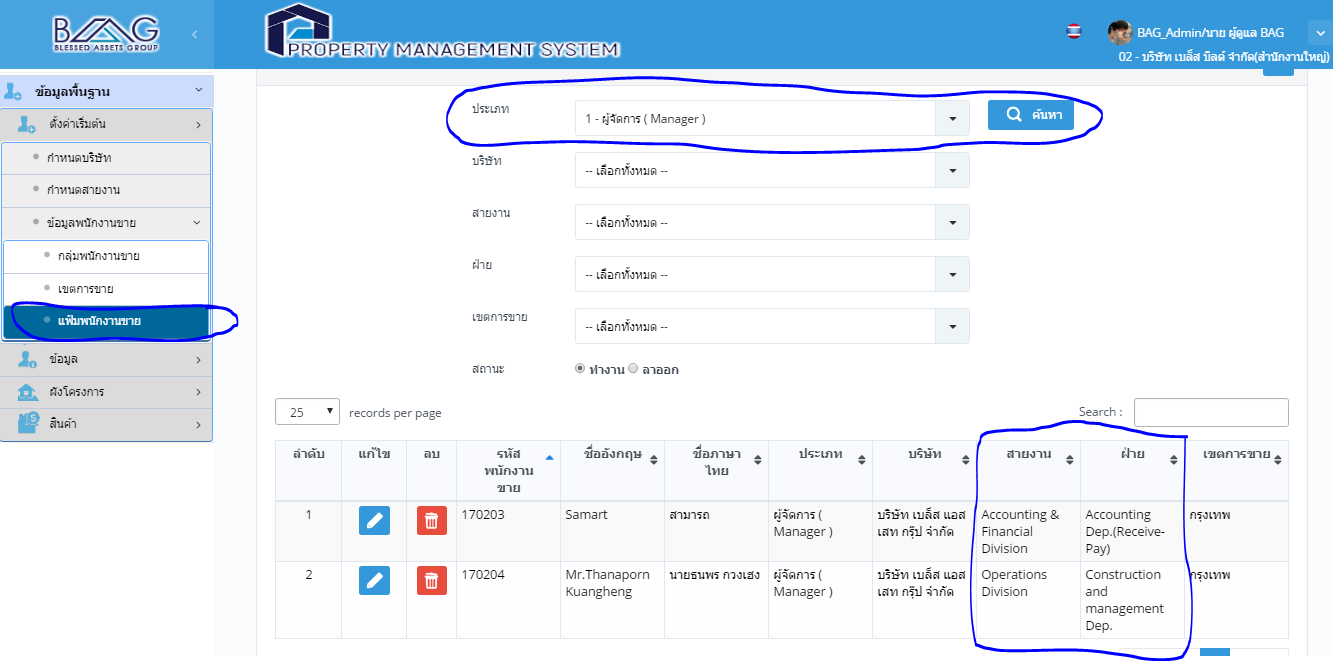 BAG
BLESSED ASSETS GROUP
PROPERTY MANAGEMENT SYSTEM
BAG_Admin/นาย ผู้ดูแล BAG
02 - บริษัท เบล็ส บิลด์ จำกัด(สำนักงานใหญ่)
ข้อมูลพื้นฐาน
ตั้งค่าเริ่มต้น
กำหนดบริษัท
กำหนดสายงาน
ข้อมูลพนักงานขาย
กลุ่มพนักงานขาย
เขตการขาย
แฟ้มพนักงานขาย
ข้อมูล
ผังโครงการ
สินค้า
ประเภท
1 - ผู้จัดการ ( Manager )
ค้นหา
บริษัท
-- เลือกทั้งหมด --
สายงาน
-- เลือกทั้งหมด --
ฝ่าย
-- เลือกทั้งหมด --
เขตการขาย
-- เลือกทั้งหมด --
สถานะ
ทำงาน ลาออก
25 records per page
Search :
ลำดับ
แก้ไข
ลบ
รหัส
พนักงาน
ขาย
ชื่ออังกฤษ
ชื่อภาษา
ไทย
ประเภท
บริษัท
สายงาน
ฝ่าย
เขตการขาย
1
170203
Samart
สามารถ
ผู้จัดการ (
Manager )
บริษัท เบล็ส แอส
เสท กรุ๊ป จำกัด
Accounting &
Financial
Division
Accounting
Dep.(Receive-
Pay)
กรุงเทพ
2
170204
Mr.Thanaporn
Kuangheng
นายธนพร กวงเฮง
ผู้จัดการ (
Manager )
บริษัท เบล็ส แอส
เสท กรุ๊ป จำกัด
Operations
Division
Construction
and
management
Dep.
กรุงเทพ